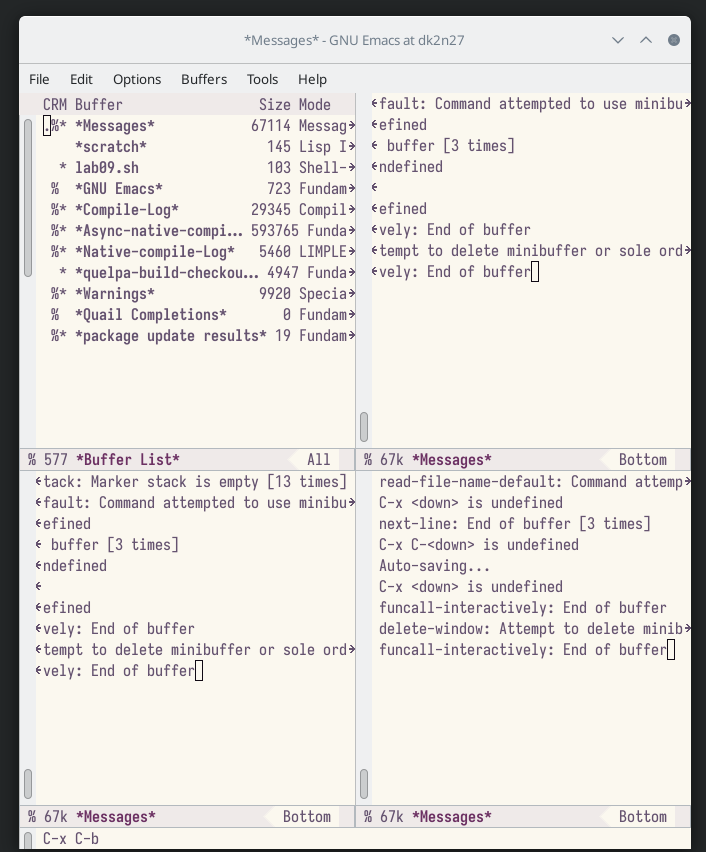 *Messages* - GNU Emacs at dk2n27
File Edit Options Buffers Tools Help
CRM Buffer Size Mode
.%* *Messages* 67114 Messag
*scratch* 145 Lisp I
* lab09.sh 103 Shell-
% *GNU Emacs* 723 Fundam
%* *Compile-Log* 29345 Compil
%* *Async-native-compi... 593765 Funda
%* *Native-compile-Log* 5460 LIMPLE
* *quelpa-build-checkou... 4947 Funda
%* *Warnings* 9920 Specia
% *Quail Completions* 0 Fundam
%* *package update results* 19 Fundam
% 577 *Buffer List* All
fault: Command attempted to use minibu
efined
buffer [3 times]
ndefined
efined
vely: End of buffer
tempt to delete minibuffer or sole ord
vely: End of buffer
% 67k *Messages* Bottom
tack: Marker stack is empty [13 times]
fault: Command attempted to use minibu
efined
buffer [3 times]
ndefined
efined
vely: End of buffer
tempt to delete minibuffer or sole ord
vely: End of buffer
% 67k *Messages* Bottom
read-file-name-default: Command attemp
C-x <down> is undefined
next-line: End of buffer [3 times]
C-x C-<down> is undefined
Auto-saving...
C-x <down> is undefined
funcall-interactively: End of buffer
delete-window: Attempt to delete minib
funcall-interactively: End of buffer
% 67k *Messages* Bottom
C-x C-b